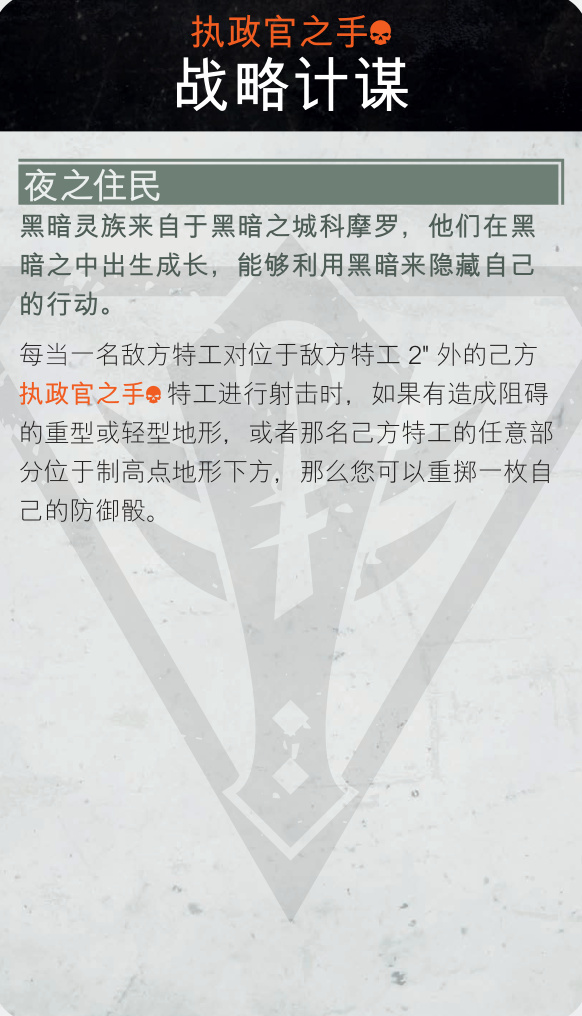 执政官之手
战略计谋
夜之住民
黑暗灵族来自于黑暗之城科摩罗，他们在黑
暗之中出生成长，能够利用黑暗来隐藏自己
的行动。
每当一名敌方特工对位于敌方特工 2" 外的己方
执政官之手 特工进行射击时，如果有造成阻碍
的重型或轻型地形，或者那名己方特工的任意部
分位于制高点地形下方，那么您可以重掷一枚自
己的防御骰。